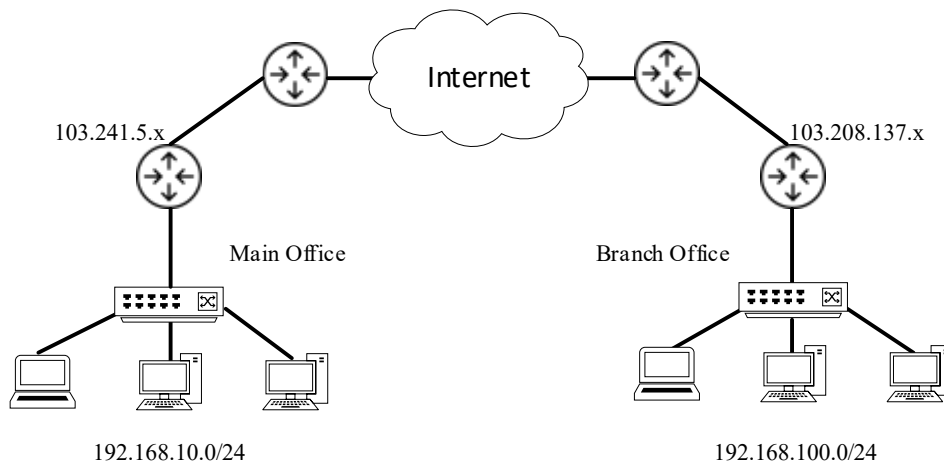 Internet
103.241.5.x
103.208.137.x
Main Office
Branch Office
192.168.10.0/24
192.168.100.0/24